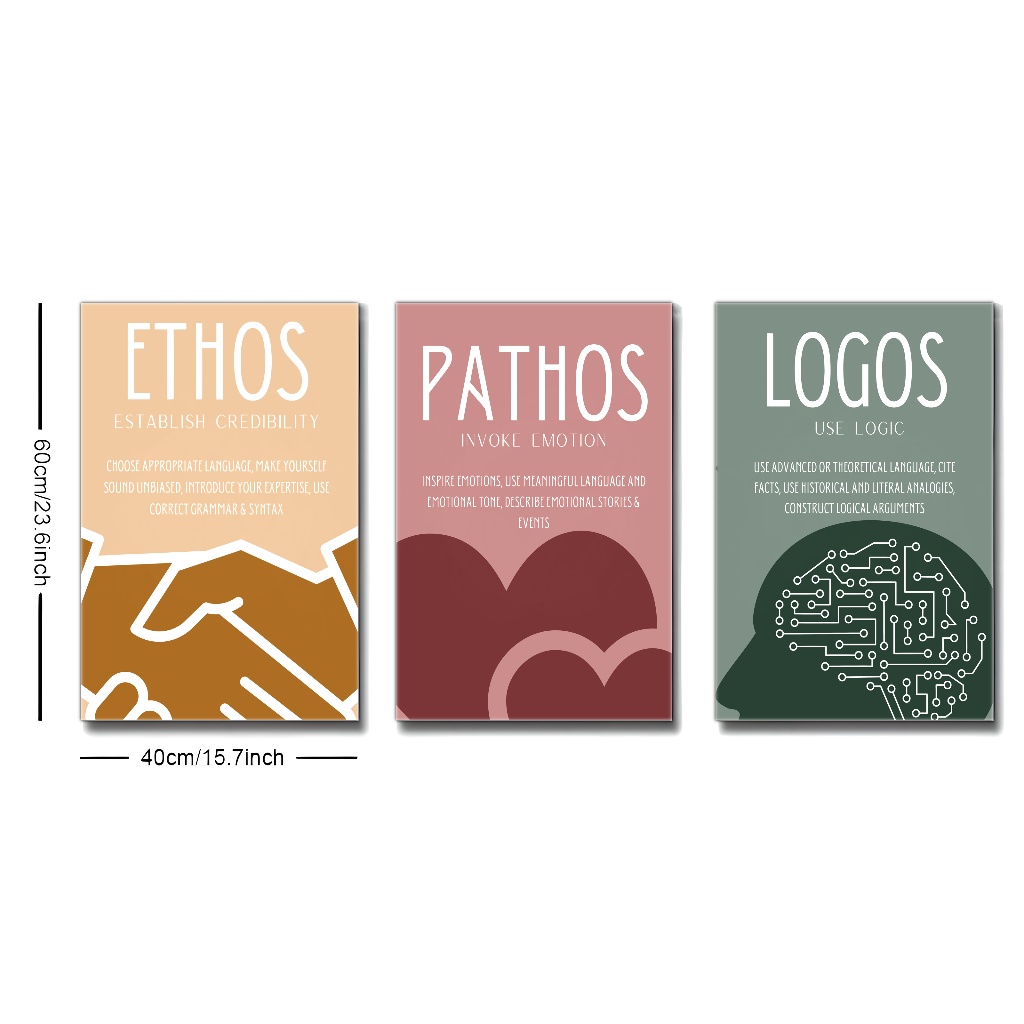 ETHOS
ESTABLISH CREDIBILITY
CHOOSE APPROPRIATE LANGUAGE, MAKE YOURSELF
SOUND UNBIASED, INTRODUCE YOUR EXPERTISE, USE
CORRECT GRAMMAR & SYNTAX
PATHOS
INVOKE EMOTION
INSPIRE EMOTIONS, USE MEANINGFUL LANGUAGE AND
EMOTIONAL TONE, DESCRIBE EMOTIONAL STORIES &
EVENTS
LOGOS
USE LOGIC
USE ADVANCED OR THEORETICAL LANGUAGE, CITE
FACTS, USE HISTORICAL AND LITERAL ANALOGIES,
CONSTRUCT LOGICAL ARGUMENTS
60cm/23.6inch
40cm/15.7inch